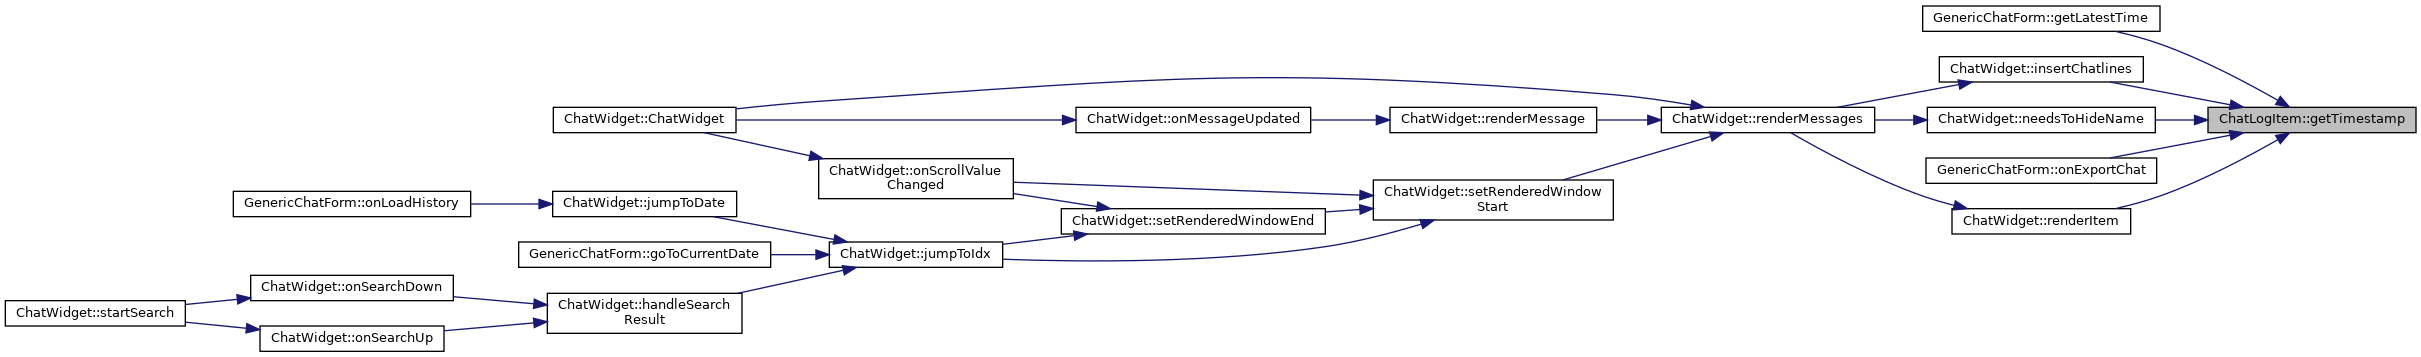 GenericChatForm::getLatestTime
ChatWidget::insertChatlines
ChatWidget::ChatWidget
ChatWidget::onMessageUpdated
ChatWidget::renderMessage
ChatWidget::renderMessages
ChatWidget::needsToHideName
ChatLogItem::getTimestamp
ChatWidget::onScrollValue
Changed
GenericChatForm::onExportChat
ChatWidget::setRenderedWindow
Start
GenericChatForm::onLoadHistory
ChatWidget::jumpToDate
ChatWidget::setRenderedWindowEnd
ChatWidget::renderItem
GenericChatForm::goToCurrentDate
ChatWidget::jumpToIdx
ChatWidget::onSearchDown
ChatWidget::handleSearch
Result
ChatWidget::startSearch
ChatWidget::onSearchUp